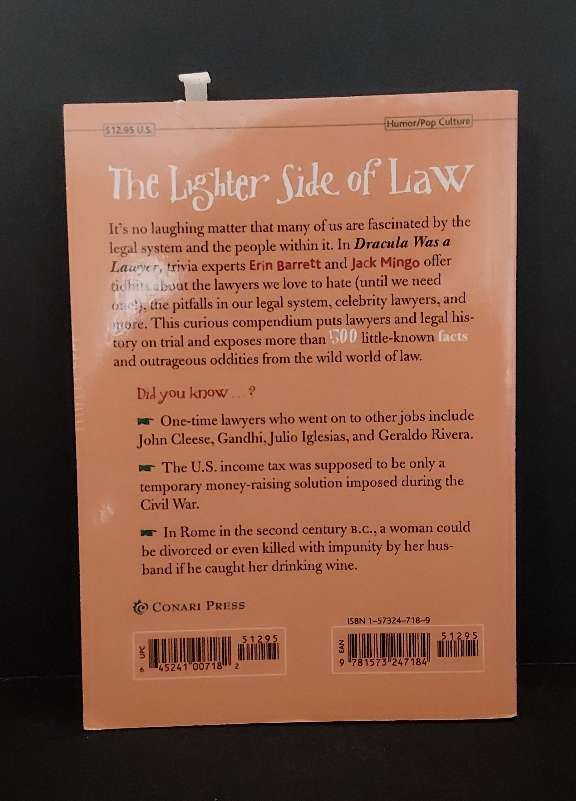 $12.95 U.S.
Humor/Pop Culture
The Lighter Side of Law
It's no laughing matter that many of us are fascinated by the
legal system and the people within it. In Dracula Was a
Lawyer, trivia experts Erin Barrett and Jack Mingo offer
tidbits about the lawyers we love to hate (until we need
one!), the pitfalls in our legal system, celebrity lawyers, and
more. This curious compendium puts lawyers and legal his-
tory on trial and exposes more than 500 little-known facts
and outrageous oddities from the wild world of law.
Did you know . . . ?
One-time lawyers who went on to other jobs include
John Cleese, Gandhi, Julio Iglesias, and Geraldo Rivera.
The U.S. income tax was supposed to be only a
temporary money-raising solution imposed during the
Civil War.
In Rome in the second century B.C., a woman could
be divorced or even killed with impunity by her hus-
band if he caught her drinking wine.
Conari Press
ISBN 1-57324-718-9
UPC
51295
6 45241 00718 2
EAN
51295
9 781573 247184